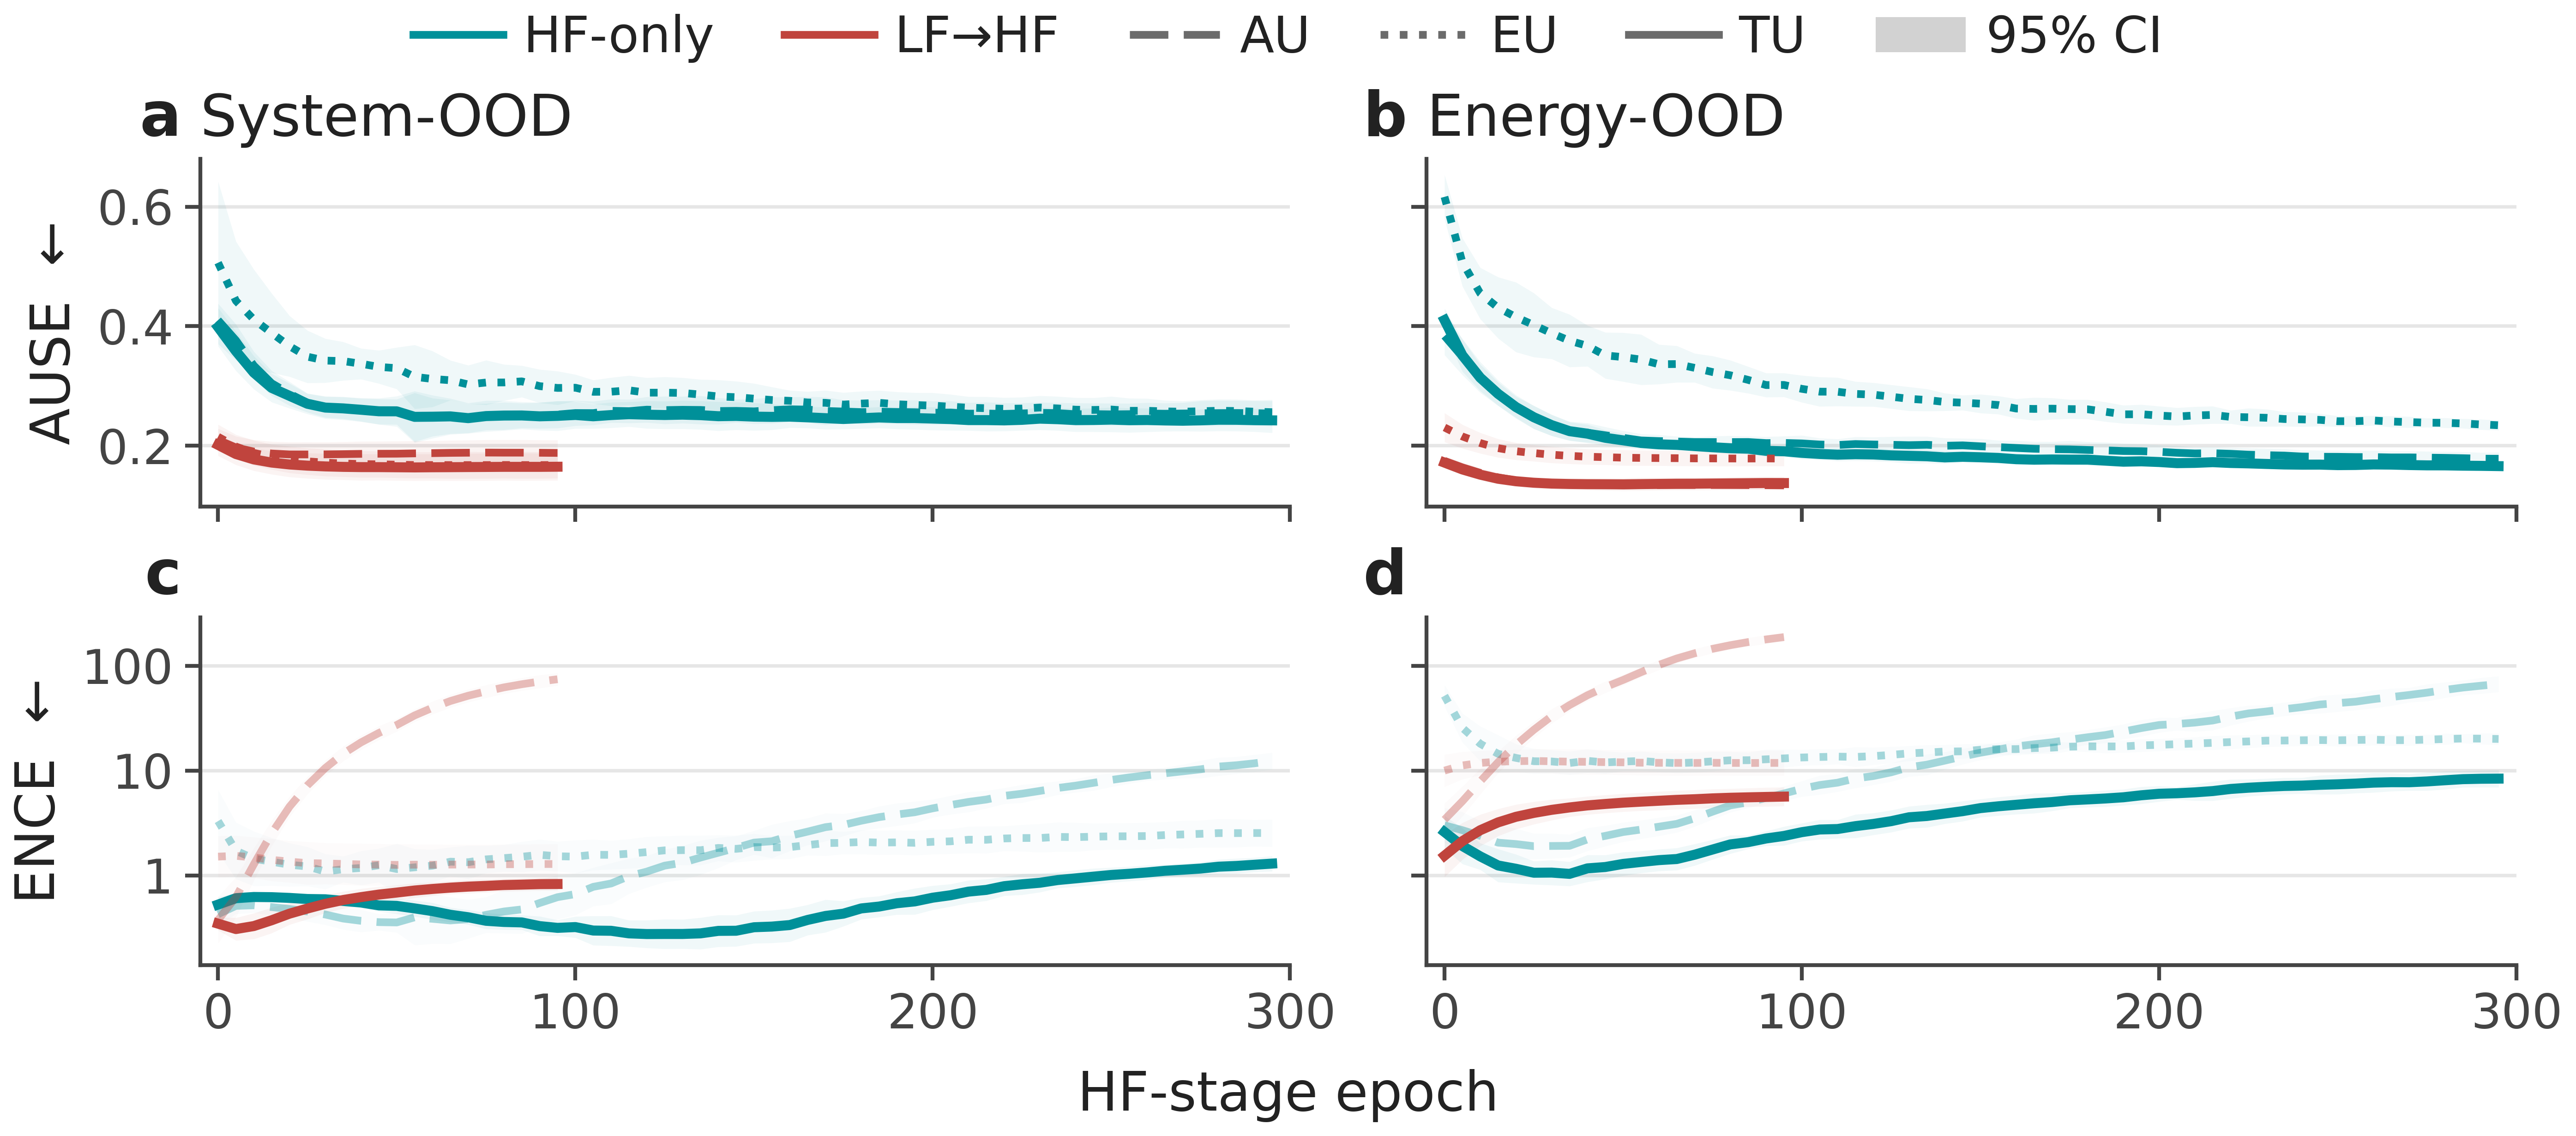 HF-only LF→HF AU EU TU 95% CI
a System-OOD
b Energy-OOD
AUSE ←
0.6
0.4
0.2
c
d
ENCE ←
100
10
1
0 100 200 300
0 100 200 300
HF-stage epoch